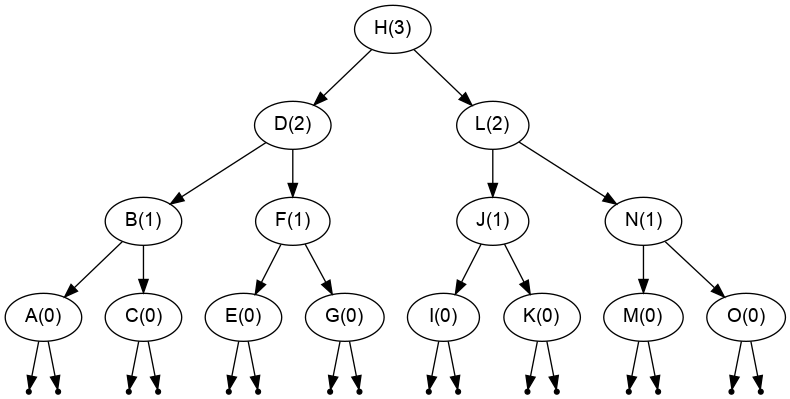 H(3)
D(2) L(2)
B(1) F(1) J(1) N(1)
A(0) C(0) E(0) G(0) I(0) K(0) M(0) O(0)